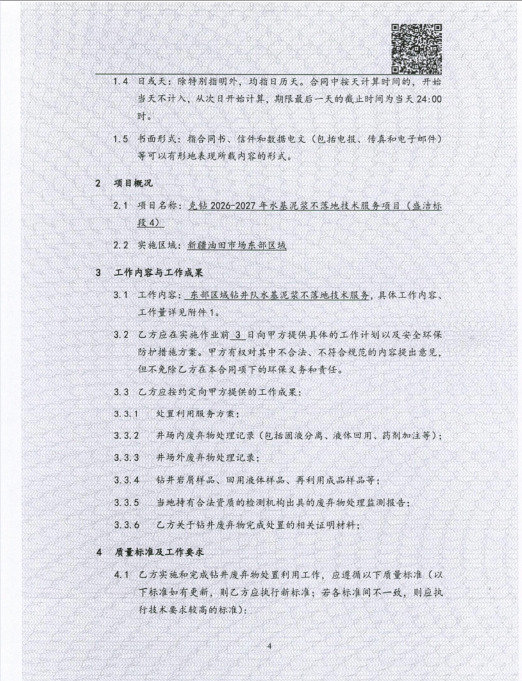 1.4 日或天：除特别指明外，均指日历天。合同中按天计算时间的，开始
当天不计入，从次日开始计算，期限最后一天的截止时间为当天 24:00
时。
1.5 书面形式：指合同书、信件和数据电文（包括电报、传真和电子邮件）
等可以有形地表现所载内容的形式。
2 项目概况
2.1 项目名称：克钻 2026-2027 年水基泥浆不落地技术服务项目（盛洁标
段 4）
2.2 实施区域：新疆油田市场东部区域
3 工作内容与工作成果
3.1 工作内容：东部区域钻井队水基泥浆不落地技术服务，具体工作内容、
工作量详见附件 1。
3.2 乙方应在实施作业前 3 日向甲方提供具体的工作计划以及安全环保
防护措施方案。甲方有权对其中不合法、不符合规范的内容提出意见，
但不免除乙方在本合同项下的环保义务和责任。
3.3 乙方应按约定向甲方提供的工作成果：
3.3.1 处置利用服务方案；
3.3.2 井场内废弃物处理记录（包括固液分离、液体回用、药剂加注等）；
3.3.3 井场外废弃物处理记录；
3.3.4 钻井岩屑样品、回用液体样品、再利用成品样品等；
3.3.5 当地持有合法资质的检测机构出具的废弃物处理监测报告；
3.3.6 乙方关于钻井废弃物完成处置的相关证明材料；
4 质量标准及工作要求
4.1 乙方实施和完成钻井废弃物处置利用工作，应遵循以下质量标准（以
下标准如有更新，则乙方应执行新标准；若各标准间不一致，则应执
行技术要求较高的标准）：
4